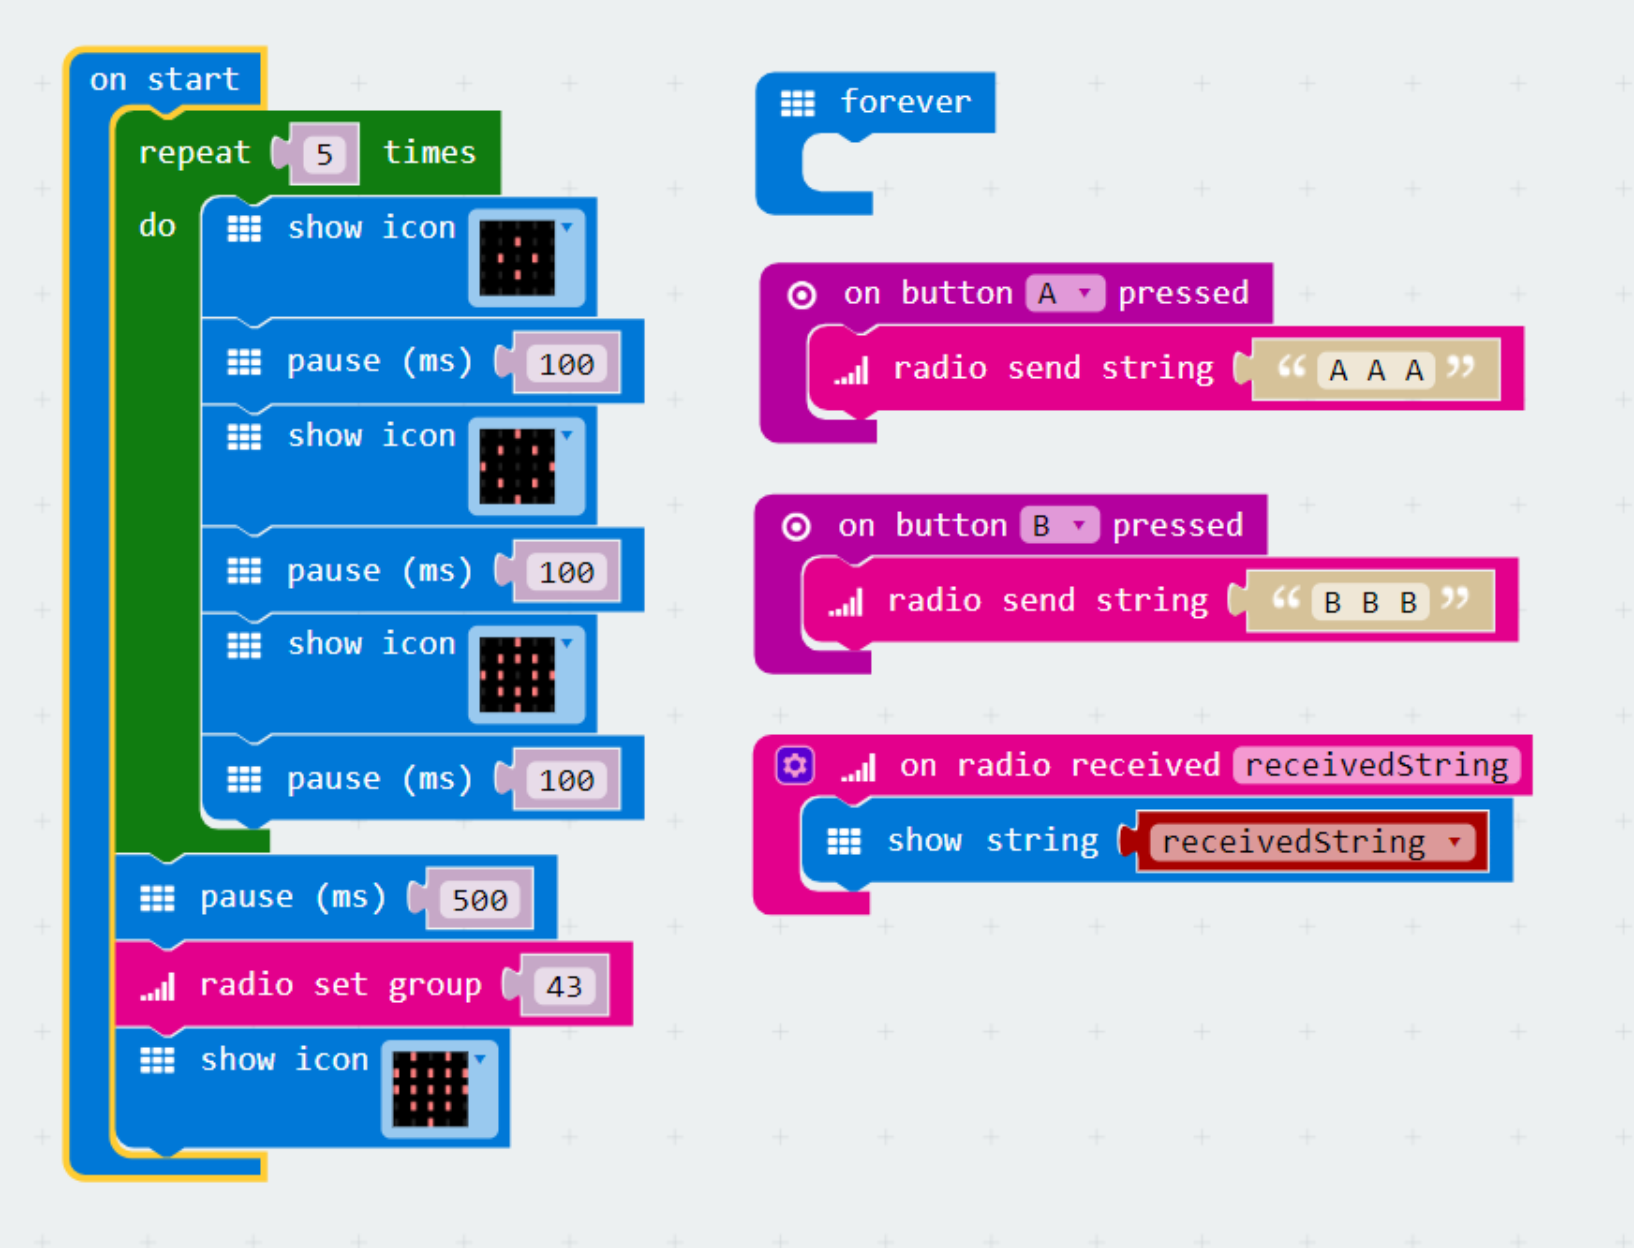 on start
repeat 5 times
do
show icon
pause (ms) 100
show icon
pause (ms) 100
show icon
pause (ms) 100
pause (ms) 500
radio set group 43
show icon
forever
on button A pressed
radio send string “ A A A ”
on button B pressed
radio send string “ B B B ”
on radio received receivedString
show string receivedString